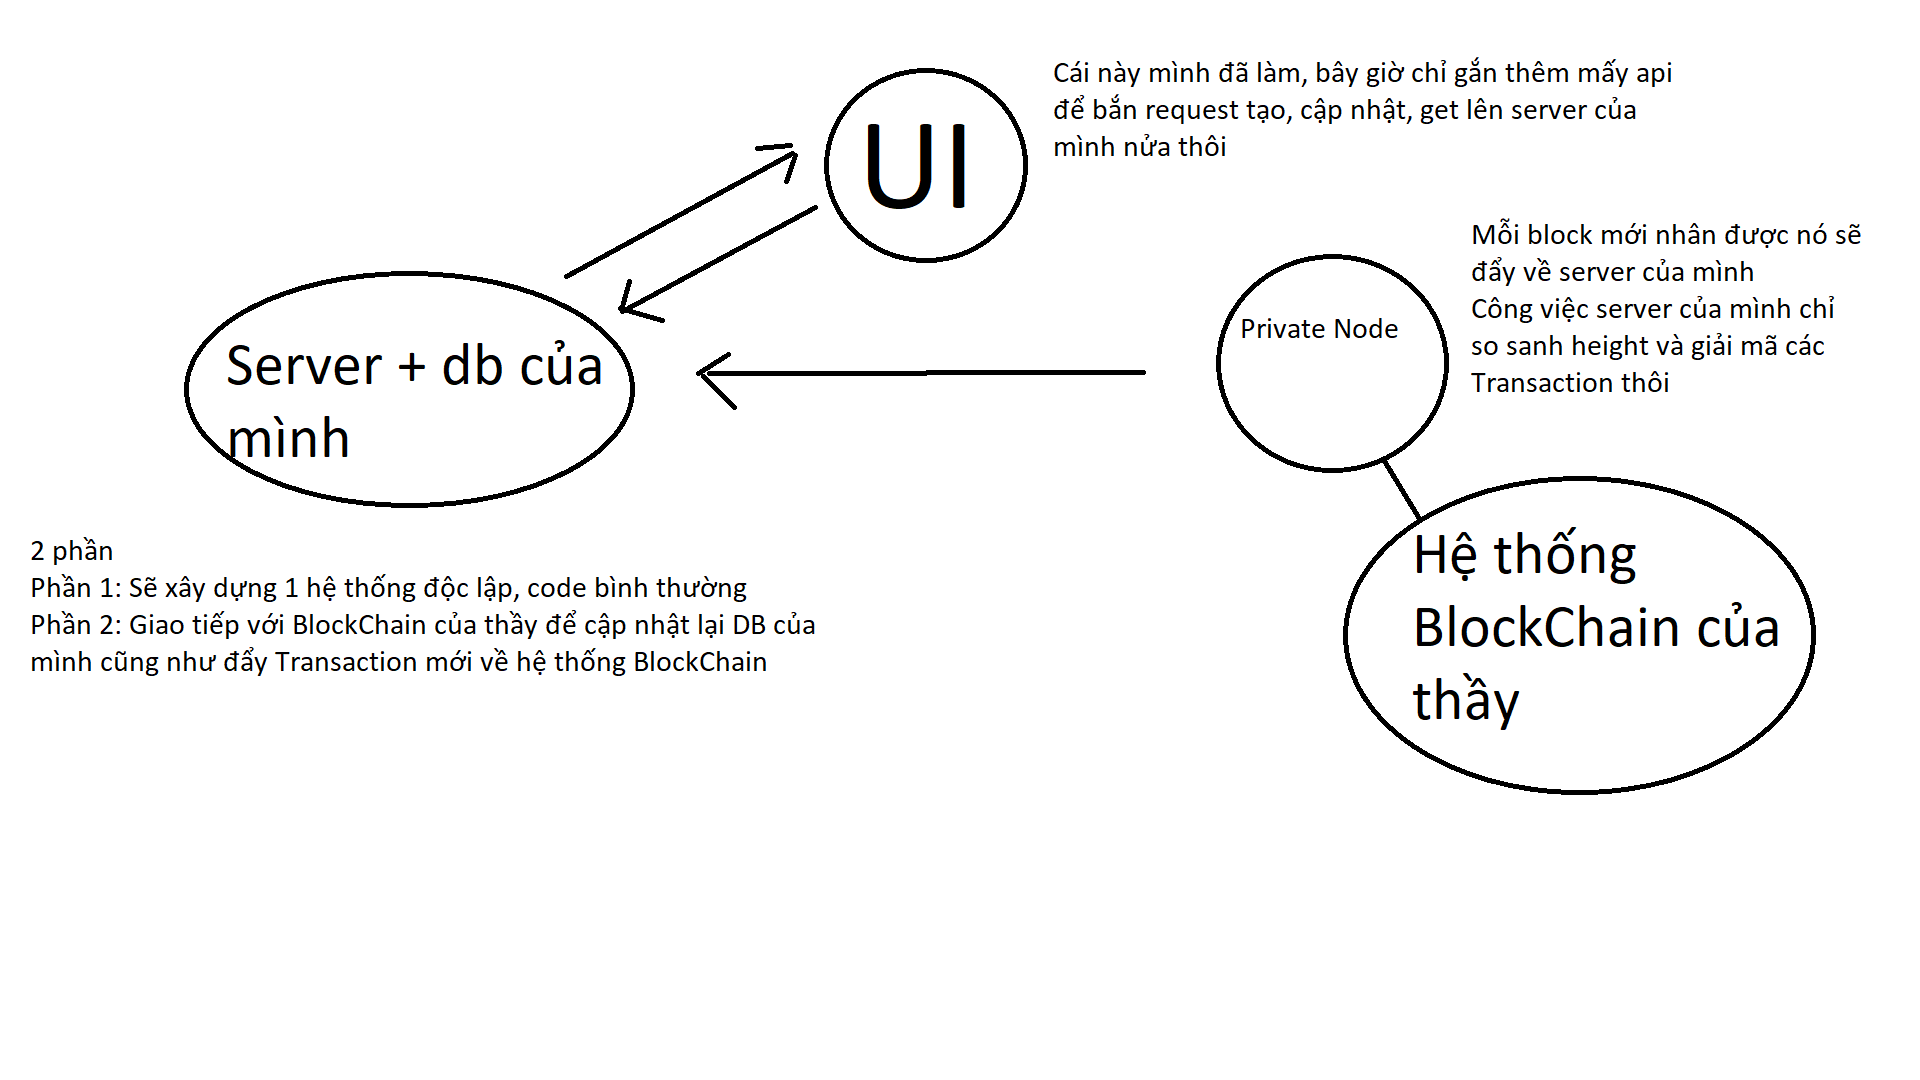 Cái này mình đã làm, bây giờ chỉ gắn thêm mấy api
để bắn request tạo, cập nhật, get lên server của
mình nửa thôi
UI
Mỗi block mới nhân được nó sẽ
đẩy về server của mình
Công việc server của mình chỉ
so sanh height và giải mã các
Transaction thôi
Private Node
Server + db của
mình
Hệ thống
BlockChain của
thầy
2 phần
Phần 1: Sẽ xây dựng 1 hệ thống độc lập, code bình thường
Phần 2: Giao tiếp với BlockChain của thầy để cập nhật lại DB của
mình cũng như đẩy Transaction mới về hệ thống BlockChain